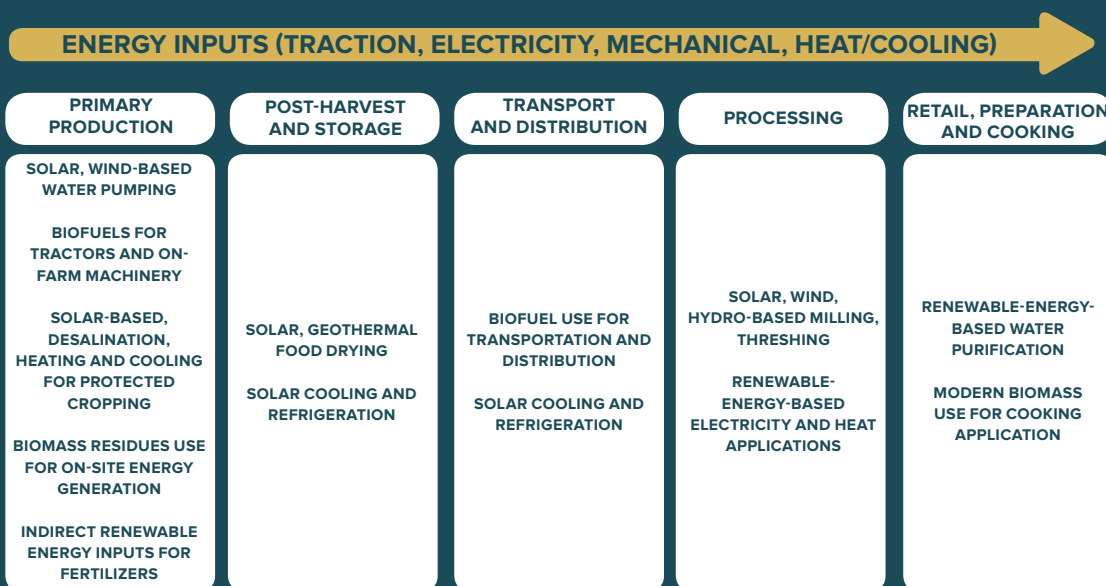 ENERGY INPUTS (TRACTION, ELECTRICITY, MECHANICAL, HEAT/COOLING)
PRIMARY
PRODUCTION
POST-HARVEST
AND STORAGE
TRANSPORT
AND DISTRIBUTION
PROCESSING
RETAIL, PREPARATION
AND COOKING
SOLAR, WIND-BASED
WATER PUMPING
BIOFUELS FOR
TRACTORS AND ON-
FARM MACHINERY
SOLAR-BASED,
DESALINATION,
HEATING AND COOLING
FOR PROTECTED
CROPPING
BIOMASS RESIDUES USE
FOR ON-SITE ENERGY
GENERATION
INDIRECT RENEWABLE
ENERGY INPUTS FOR
FERTILIZERS
SOLAR, GEOTHERMAL
FOOD DRYING
SOLAR COOLING AND
REFRIGERATION
BIOFUEL USE FOR
TRANSPORTATION AND
DISTRIBUTION
SOLAR COOLING AND
REFRIGERATION
SOLAR, WIND,
HYDRO-BASED MILLING,
THRESHING
RENEWABLE-
ENERGY-BASED
ELECTRICITY AND HEAT
APPLICATIONS
RENEWABLE-ENERGY-
BASED WATER
PURIFICATION
MODERN BIOMASS
USE FOR COOKING
APPLICATION